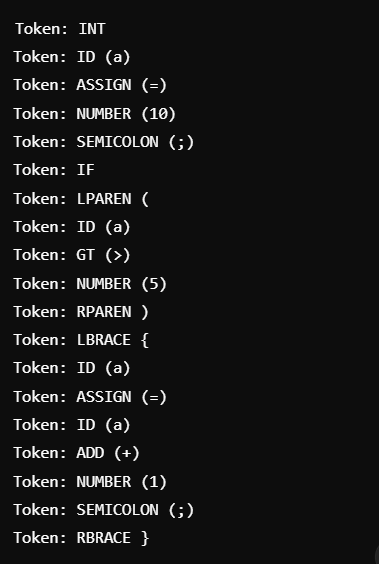 Token: INT
Token: ID (a)
Token: ASSIGN (=)
Token: NUMBER (10)
Token: SEMICOLON (;)
Token: IF
Token: LPAREN (
Token: ID (a)
Token: GT (>)
Token: NUMBER (5)
Token: RPAREN )
Token: LBRACE {
Token: ID (a)
Token: ASSIGN (=)
Token: ID (a)
Token: ADD (+)
Token: NUMBER (1)
Token: SEMICOLON (;)
Token: RBRACE }